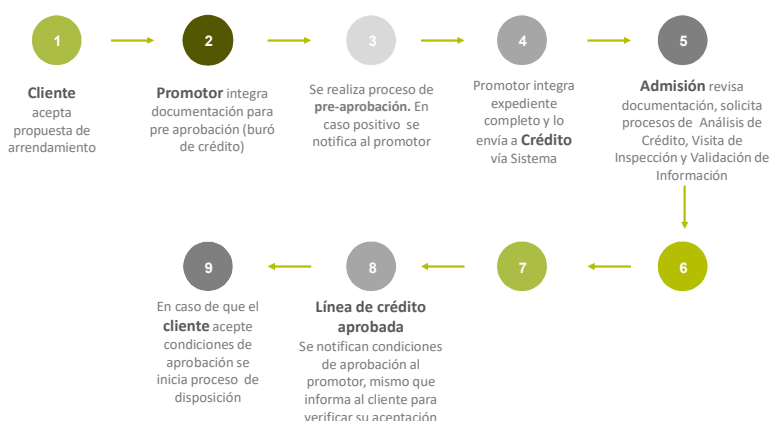 1
Cliente
acepta
propuesta de
arrendamiento
2
Promotor integra
documentación para
pre aprobación (buró
de crédito)
3
Se realiza proceso de
pre-aprobación. En
caso positivo se
notifica al promotor
4
Promotor integra
expediente
completo y lo
envía a Crédito
vía Sistema
5
Admisión revisa
documentación, solicita
procesos de Análisis de
Crédito, Visita de
Inspección y Validación de
Información
6
7
8
Línea de crédito
aprobada
Se notifican condiciones
de aprobación al
promotor, mismo que
informa al cliente para
verificar su aceptación
9
En caso de que el
cliente acepte
condiciones de
aprobación se
inicia proceso de
disposición